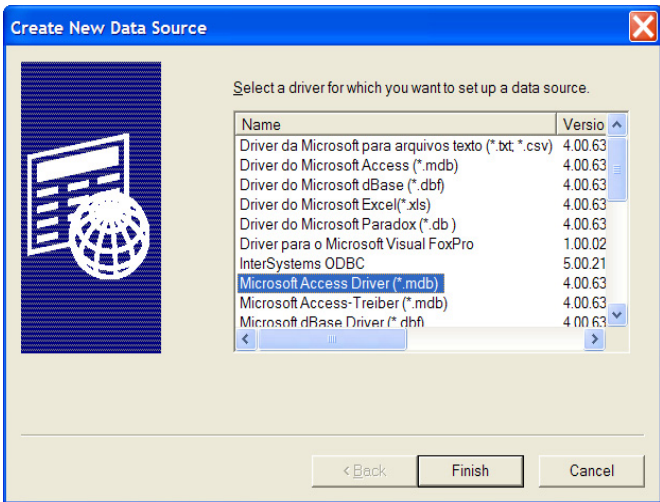 Create New Data Source
Select a driver for which you want to set up a data source.
Name Versio
Driver da Microsoft para arquivos texto (*.txt; *.csv) 4.00.63
Driver do Microsoft Access (*.mdb) 4.00.63
Driver do Microsoft dBase (*.dbf) 4.00.63
Driver do Microsoft Excel(*.xls) 4.00.63
Driver do Microsoft Paradox (*.db ) 4.00.63
Driver para o Microsoft Visual FoxPro 1.00.02
InterSystems ODBC 5.00.21
Microsoft Access Driver (*.mdb) 4.00.63
Microsoft Access-Treiber (*.mdb) 4.00.63
Microsoft dBase Driver (*.dbf) 4.00.63
< Back Finish Cancel